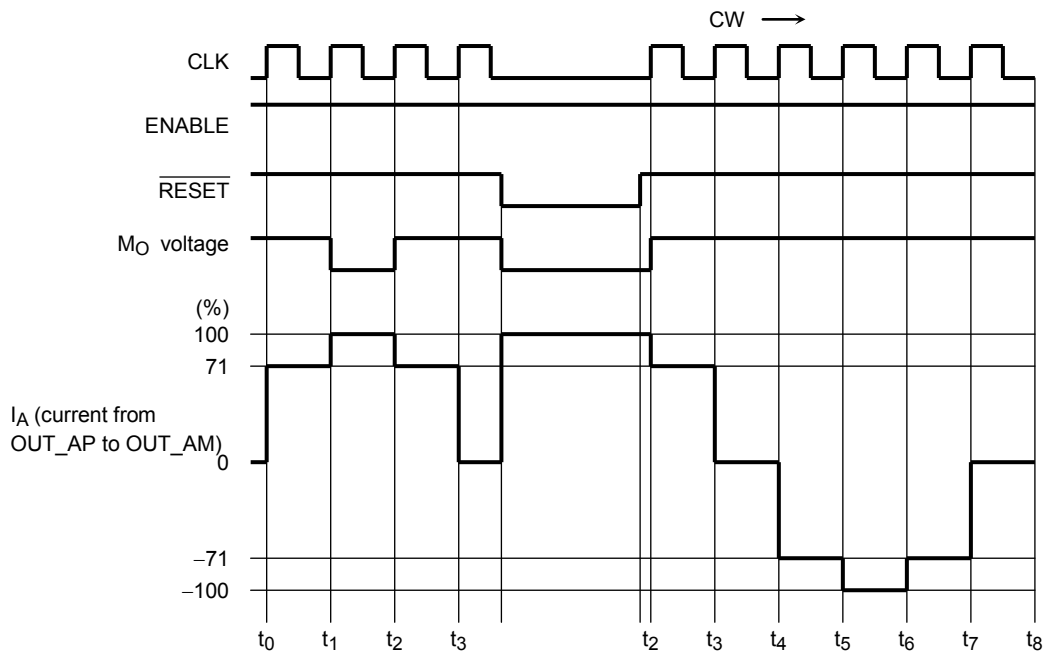 CW
CLK
ENABLE
RESET
MO voltage
(%)
100
71
IA (current from
OUT_AP to OUT_AM)
0
−71
−100
t0 t1 t2 t3 t2 t3 t4 t5 t6 t7 t8